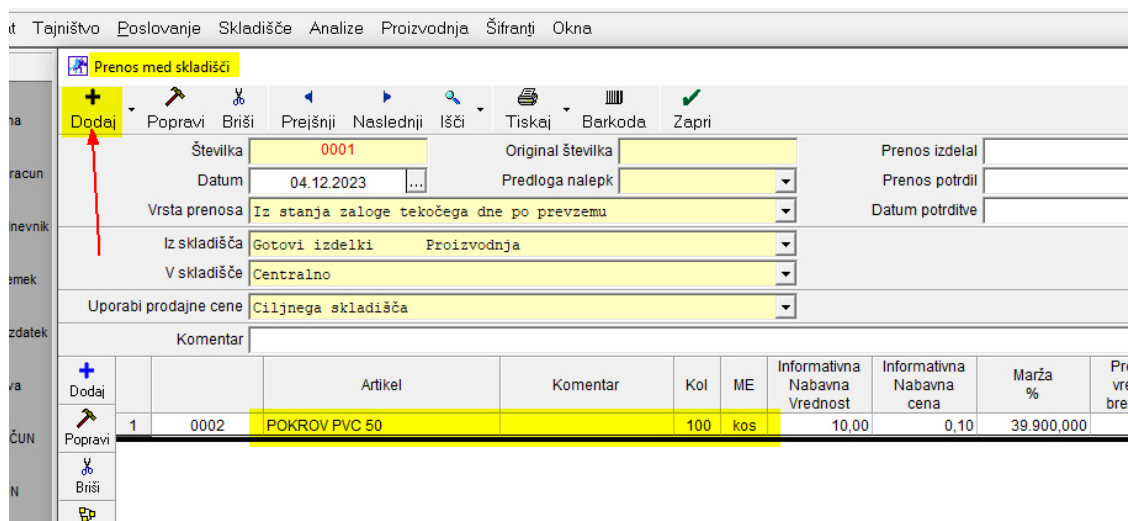 Tajništvo Poslovanje Skladišče Analize Proizvodnja Šifranti Okna
Prenos med skladišči
Dodaj Popravi Briši Prejšnji Naslednji Išči Tiskaj Barkoda Zapri
Številka 0001 Original številka Prenos izdelal
Datum 04.12.2023 ... Predloga nalepk Prenos potrdil
Vrsta prenosa Iz stanja zaloge tekočega dne po prevzemu Datum potrditve
Iz skladišča Gotovi izdelki Proizvodnja
V skladišče Centralno
Uporabi prodajne cene Ciljnega skladišča
Komentar
Dodaj Artikel Komentar Kol ME Informativna Nabavna Vrednost Informativna Nabavna cena Marža %
1 0002 POKROV PVC 50 100 kos 10,00 0,10 39.900,000
Popravi
Briši